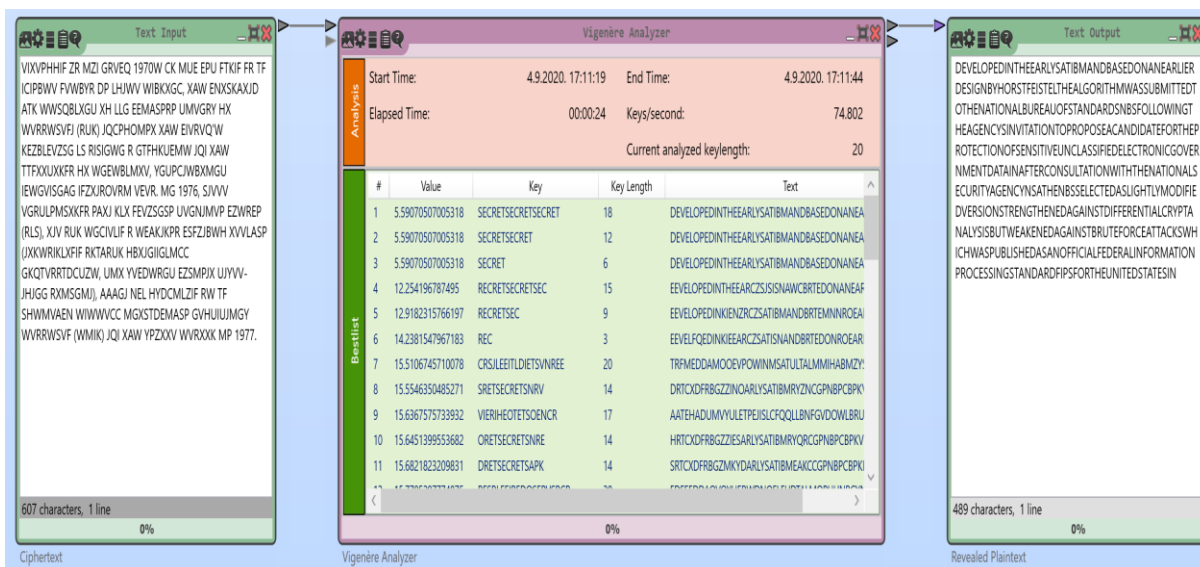 Text Input
VIXVPHHIF ZR MZI GRVEQ 1970W CK MUE EPU FTKIF FR TF
ICIPBWV FVWBYR DP LHJWV WIBKXGC, XAW ENXSKAXJD
ATK WWSQBLXGU XH LLG EEMASPRP UMVGRY HX
WVRRWSVFJ (RUK) JQCPHOMPX XAW EIVRVQ'W
KEZBLEVZSG LS RISIGWG R GTFHKUEMW JQI XAW
TTFXXUXKFR HX WGEWBLMXV, YGUPCJWBXMGU
IEWGVISGAG IFZXJROVRM VEVR. MG 1976, SJVVV
VGRULPMSXKFR PAXJ KLX FEVZSGSP UVGNJMVP EZWREP
(RLS), XJV RUK WGCIVLIF R WEAKJKPR ESFZJBWH XVVLASP
(JXKWRIKLXFIF RKTARUK HBXJGIIGLMCC
GKQTVRRTDCUZW, UMX YVEDWRGU EZSMPJX UJYVV-
JHJGG RXMSGMJ), AAAGJ NEL HYDCMLZIF RW TF
SHWMVAEN WIWWVCC MGXSTDEMASP GVHUIUJMGY
WVRRWSVF (WMIK) JQI XAW YPZXXV WVRXXK MP 1977.
607 characters, 1 line
0%
Ciphertext
Vigenère Analyzer
Analysis
Start Time: 4.9.2020. 17:11:19 End Time: 4.9.2020. 17:11:44
Elapsed Time: 00:00:24 Keys/second: 74.802
Current analyzed keylength: 20
Bestlist
# Value Key Key Length Text
1 5.59070507005318 SECRETSECRETSECRET 18 DEVELOPEDINTHEEARLYSATIBMANDBASEDONANEA
2 5.59070507005318 SECRETSECRET 12 DEVELOPEDINTHEEARLYSATIBMANDBASEDONANEA
3 5.59070507005318 SECRET 6 DEVELOPEDINTHEEARLYSATIBMANDBASEDONANEA
4 12.254196787495 RECRETSECRETSEC 15 EEVELOPEDINTHEEARCZSJSISNAWCBRTEDONANEAR
5 12.9182315766197 RECRETSEC 9 EEVELOPEDINKIENZRCZSATIBMANDBRTEMNNROEAI
6 14.2381547967183 REC 3 EEVELFQEDINKIEEARCZSATISNANDBRTEDONROEAR
7 15.5106745710078 CRSJLEEITLDIETSVNREE 20 TRFMEDDAMOOEVPOWINMSATULTALMMIHABMZY
8 15.5546350485271 SRETSECRETSNRV 14 DRTCXDFRBGZZINOARLYSATIBMRYZNCGPNBPCBPK
9 15.6367575733932 VIERIHEOTETSOENCR 17 AATEHADUMVYULETPEJISLCFQQLLBNFGVDOWLBRU
10 15.6451399553682 ORETSECRETSNRE 14 HRTCXDFRBGZZIESARLYSATIBMRYQRCGPNBPCBPKV
11 15.6821823209831 DRETSECRETSAPK 14 SRTCXDFRBGZMKYDARLYSATIBMEAKCCGPNBPCBPKI
0%
Vigenère Analyzer
Text Output
DEVELOPEDINTHEEARLYSATIBMANDBASEDONANEARLIER
DESIGNBYHORSTFEISTELTHEALGORITHMWASSUBMITTEDT
OTHENATIONALBUREAUOFSTANDARDSNBSFOLLOWINGT
HEAGENCYSINVITATIONTOPROPOSEACANDIDATEFORTHEP
ROTECTIONOFSENSITIVEUNCLASSIFIEDELECTRONICGOVER
NMENTDATAINAFTERCONSULTATIONWITHTHENATIONALS
ECURITYAGENCYNSATHENBSSELECTEDASLIGHTLYMODIFIE
DVERSIONSTRENGTHENEDAGAINSTDIFFERENTIALCRYPTA
NALYSISBUTWEAKENEDAGAINSTBRUTEFORCEATTACKSWH
ICHWASPUBLISHEDASANOFFICIALFEDERALINFORMATION
PROCESSINGSTANDARDFIPSFORTHEUNITEDSTATESIN
489 characters, 1 line
0%
Revealed Plaintext